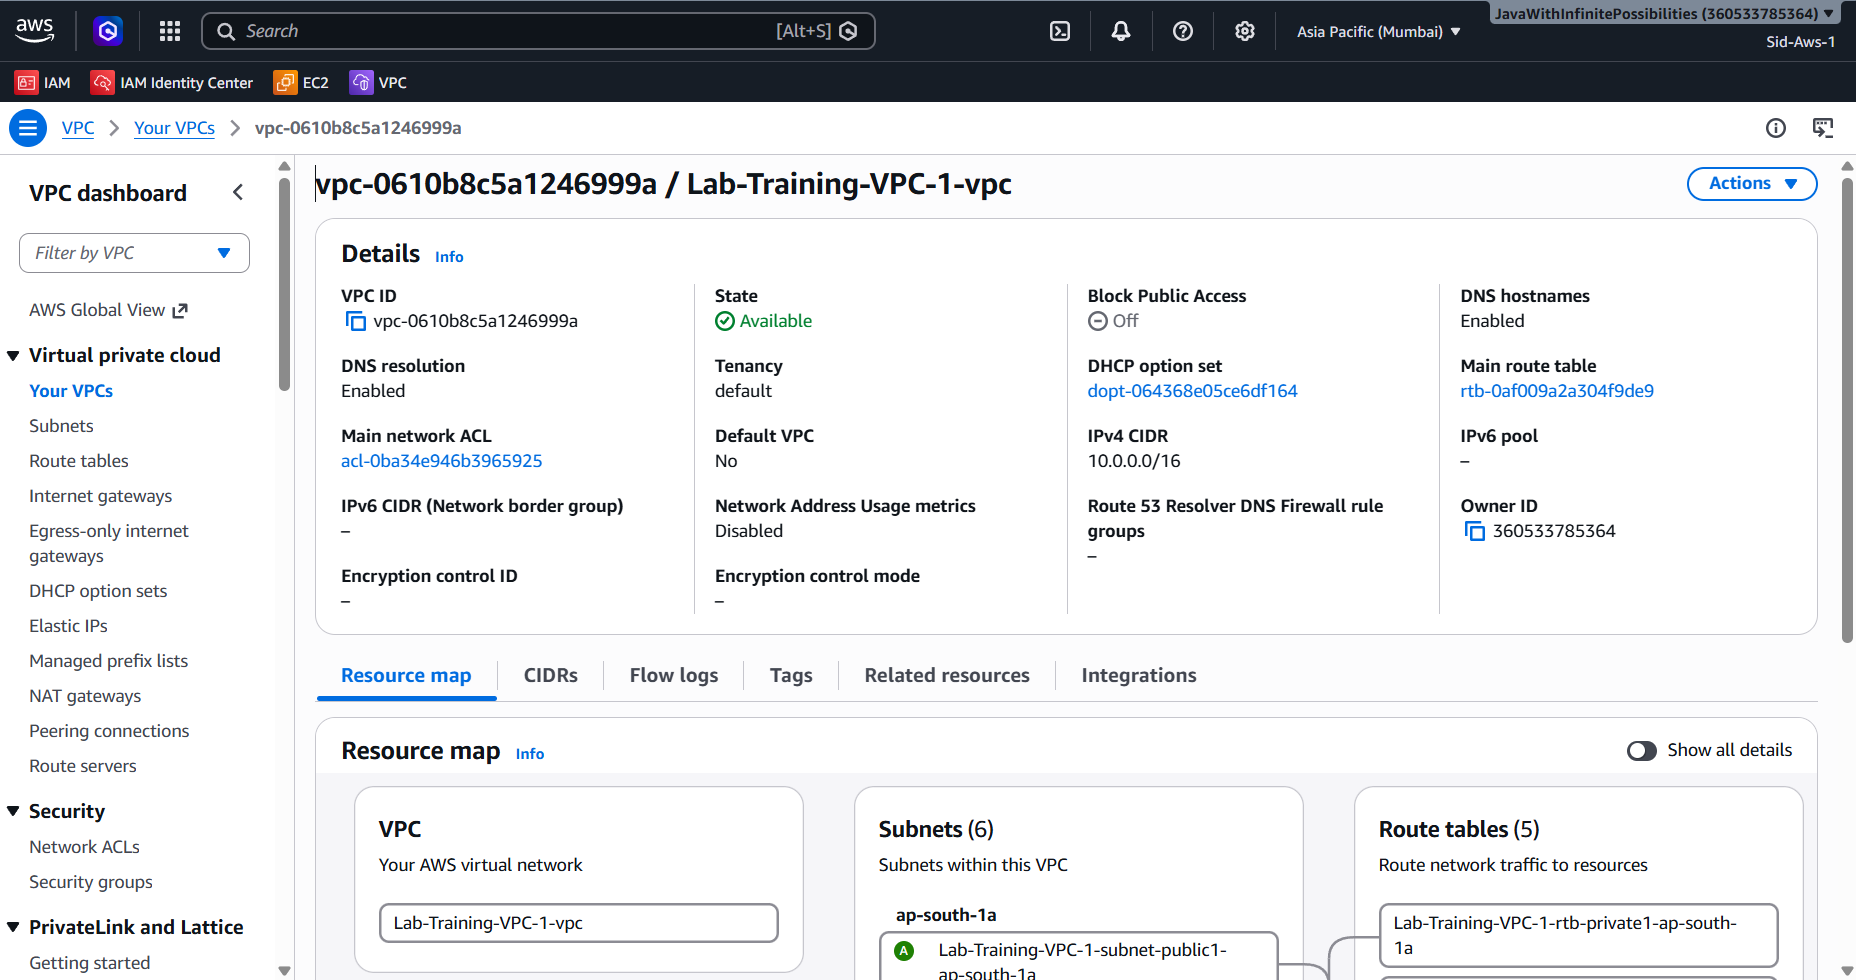 aws
Search
[Alt+S]
Asia Pacific (Mumbai)
JavaWithInfinitePossibilities (360533785364)
Sid-Aws-1
IAM
IAM Identity Center
EC2
VPC
VPC
Your VPCs
vpc-0610b8c5a1246999a
VPC dashboard
Filter by VPC
AWS Global View
Virtual private cloud
Your VPCs
Subnets
Route tables
Internet gateways
Egress-only internet
gateways
DHCP option sets
Elastic IPs
Managed prefix lists
NAT gateways
Peering connections
Route servers
Security
Network ACLs
Security groups
PrivateLink and Lattice
Getting started
vpc-0610b8c5a1246999a / Lab-Training-VPC-1-vpc
Actions
Details Info
VPC ID
vpc-0610b8c5a1246999a
State
Available
Block Public Access
Off
DNS hostnames
Enabled
DNS resolution
Enabled
Tenancy
default
DHCP option set
dopt-064368e05ce6df164
Main route table
rtb-0af009a2a304f9de9
Main network ACL
acl-0ba34e946b3965925
Default VPC
No
IPv4 CIDR
10.0.0.0/16
IPv6 pool
–
IPv6 CIDR (Network border group)
–
Network Address Usage metrics
Disabled
Route 53 Resolver DNS Firewall rule
groups
–
Owner ID
360533785364
Encryption control ID
–
Encryption control mode
–
Resource map
CIDRs
Flow logs
Tags
Related resources
Integrations
Resource map Info
Show all details
VPC
Your AWS virtual network
Lab-Training-VPC-1-vpc
Subnets (6)
Subnets within this VPC
ap-south-1a
A
Lab-Training-VPC-1-subnet-public1-
ap-south-1a
Route tables (5)
Route network traffic to resources
Lab-Training-VPC-1-rtb-private1-ap-south-
1a